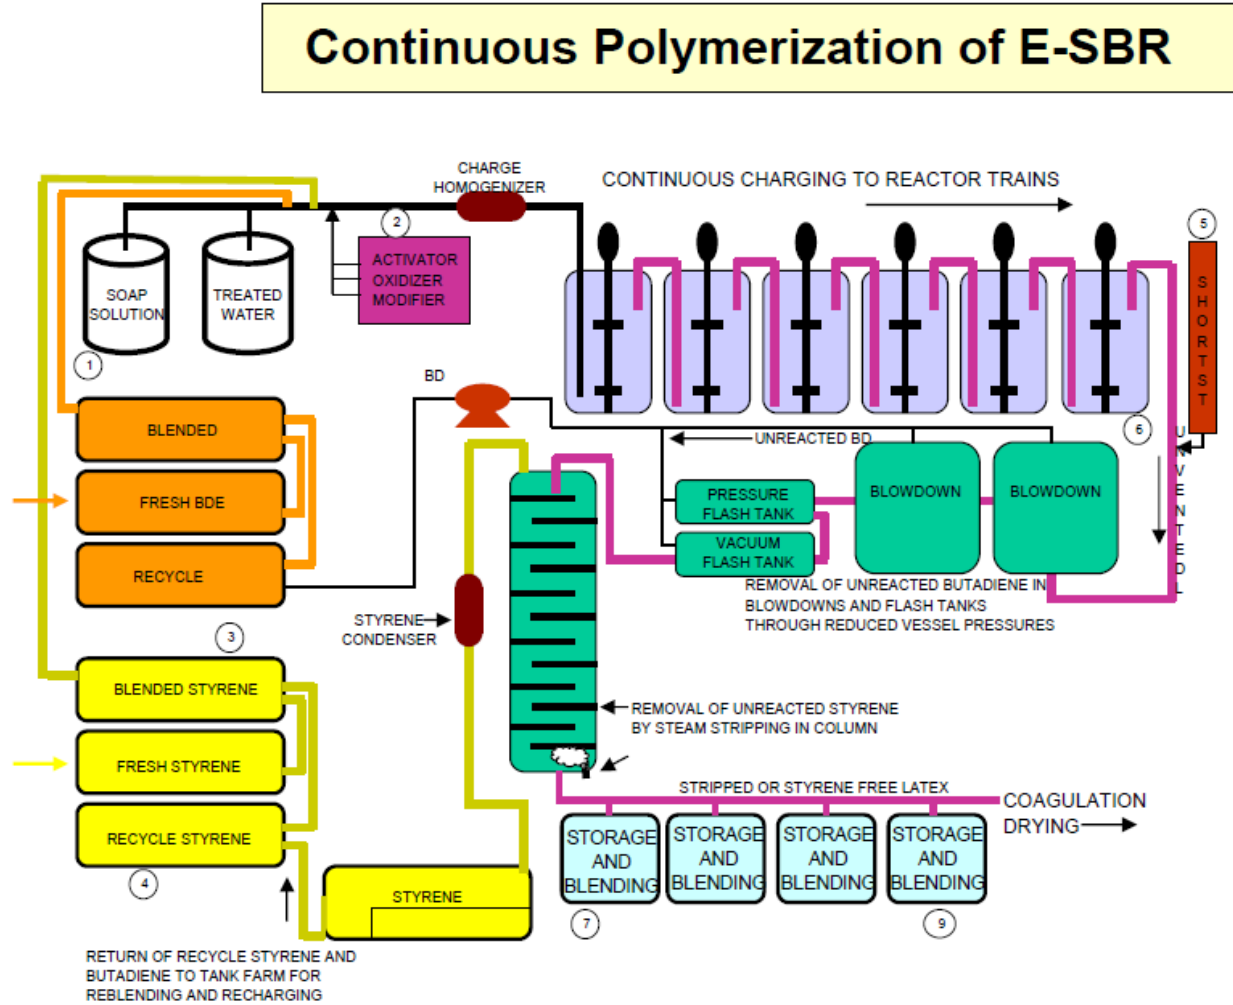 Continuous Polymerization of E-SBR
CHARGE
HOMOGENIZER
CONTINUOUS CHARGING TO REACTOR TRAINS
2
5
ACTIVATOR
OXIDIZER
MODIFIER
SOAP
SOLUTION
TREATED
WATER
SHORTST
1
BD
6
BLENDED
UNREACTED BD
UNVENTEDL
FRESH BDE
PRESSURE
FLASH TANK
BLOWDOWN
BLOWDOWN
VACUUM
FLASH TANK
RECYCLE
REMOVAL OF UNREACTED BUTADIENE IN
BLOWDOWNS AND FLASH TANKS
THROUGH REDUCED VESSEL PRESSURES
STYRENE
CONDENSER
3
BLENDED STYRENE
REMOVAL OF UNREACTED STYRENE
BY STEAM STRIPPING IN COLUMN
FRESH STYRENE
STRIPPED OR STYRENE FREE LATEX
COAGULATION
DRYING
RECYCLE STYRENE
STORAGE
AND
BLENDING
STORAGE
AND
BLENDING
STORAGE
AND
BLENDING
STORAGE
AND
BLENDING
4
STYRENE
7
9
RETURN OF RECYCLE STYRENE AND
BUTADIENE TO TANK FARM FOR
REBLENDING AND RECHARGING